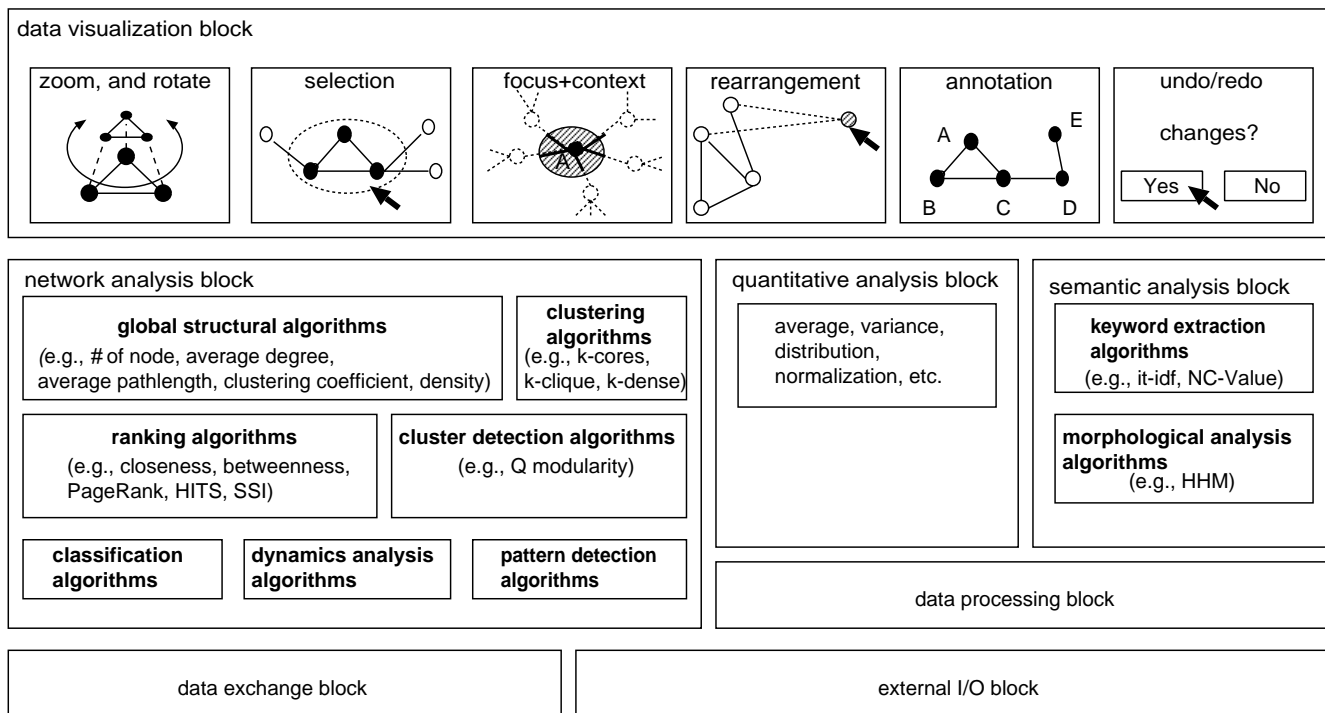 data visualization block
zoom, and rotate
selection
focus+context
A
rearrangement
annotation
A
E
B
C
D
undo/redo
changes?
Yes
No
network analysis block
global structural algorithms
(e.g., # of node, average degree,
average pathlength, clustering coefficient, density)
clustering
algorithms
(e.g., k-cores,
k-clique, k-dense)
ranking algorithms
(e.g., closeness, betweenness,
PageRank, HITS, SSI)
cluster detection algorithms
(e.g., Q modularity)
classification
algorithms
dynamics analysis
algorithms
pattern detection
algorithms
quantitative analysis block
average, variance,
distribution,
normalization, etc.
semantic analysis block
keyword extraction
algorithms
(e.g., it-idf, NC-Value)
morphological analysis
algorithms
(e.g., HHM)
data processing block
data exchange block
external I/O block